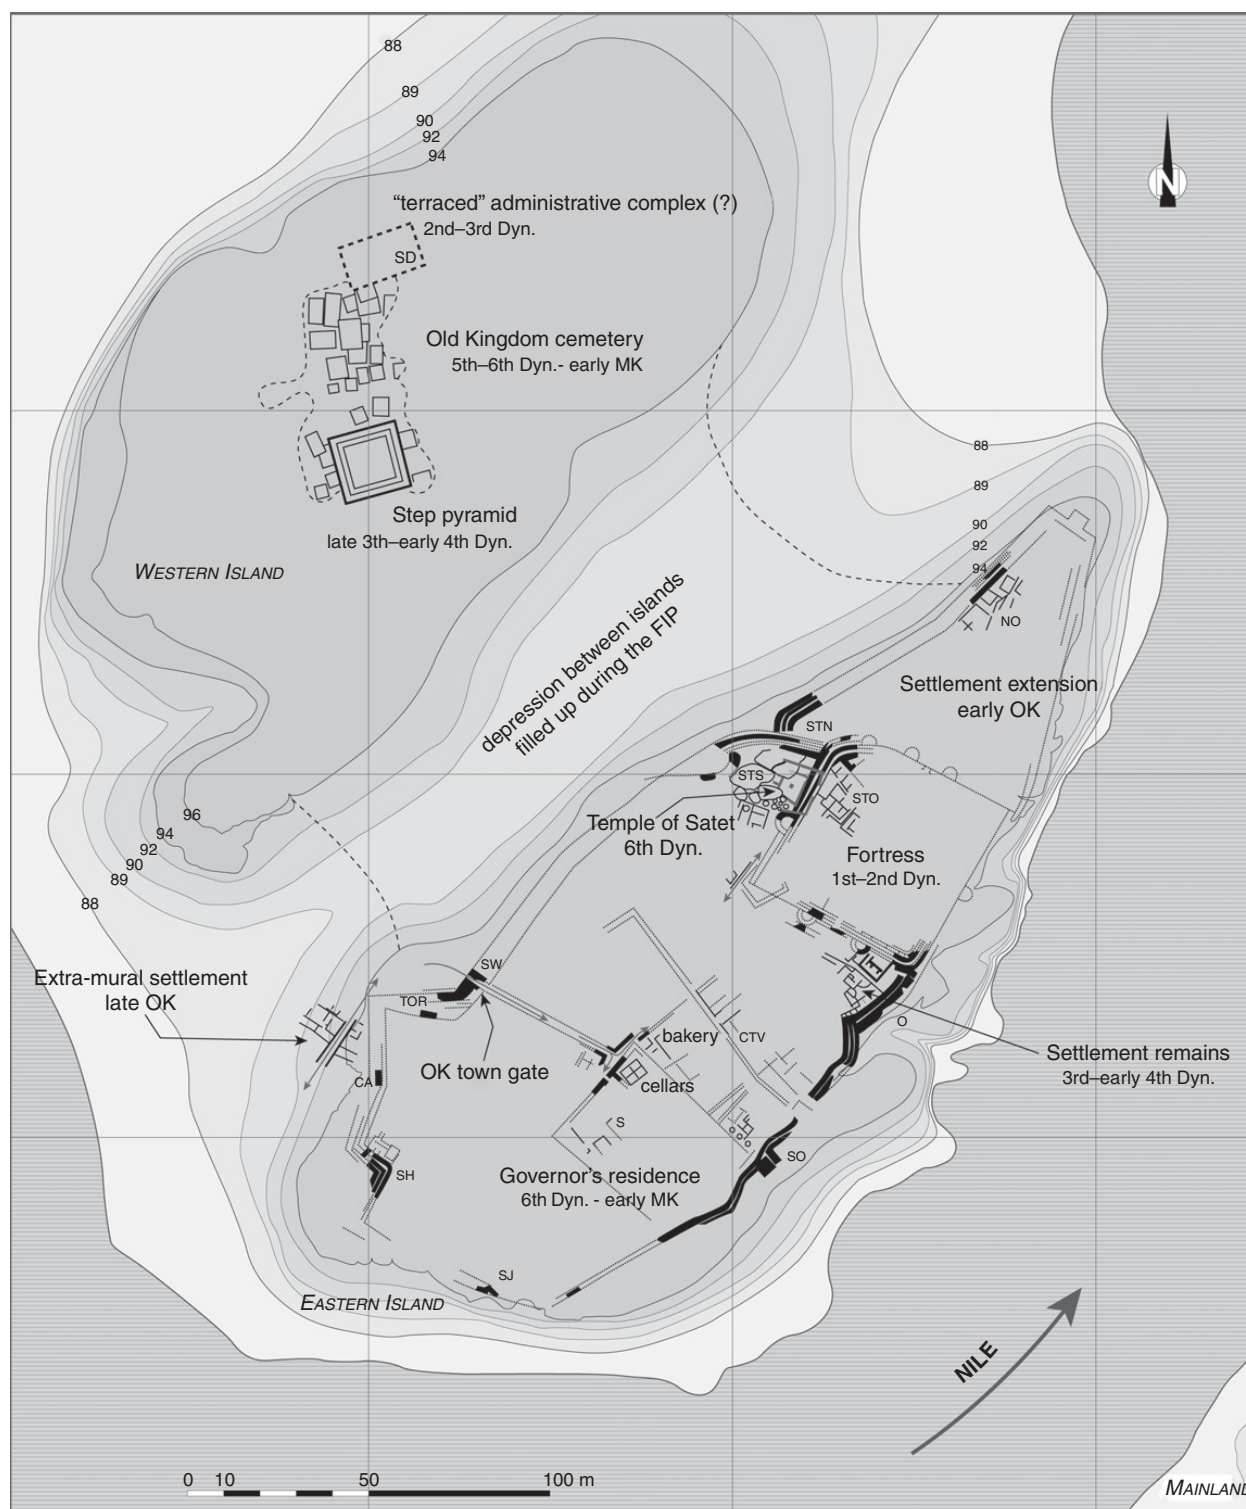 88
89
90
92
94
N
“terraced” administrative complex (?)
2nd–3rd Dyn.
SD
Old Kingdom cemetery
5th–6th Dyn.- early MK
88
89
90
92
94
Step pyramid
late 3th–early 4th Dyn.
WESTERN ISLAND
NO
depression between islands
filled up during the FIP
Settlement extension
early OK
STN
STS
STO
96
94
92
90
89
88
Temple of Satet
6th Dyn.
Fortress
1st–2nd Dyn.
Extra-mural settlement
late OK
SW
TOR
O
bakery
CTV
OK town gate
CA
cellars
Settlement remains
3rd–early 4th Dyn.
S
SO
SH
Governor’s residence
6th Dyn. - early MK
SJ
EASTERN ISLAND
NILE
0 10 50 100 m
MAINLAND